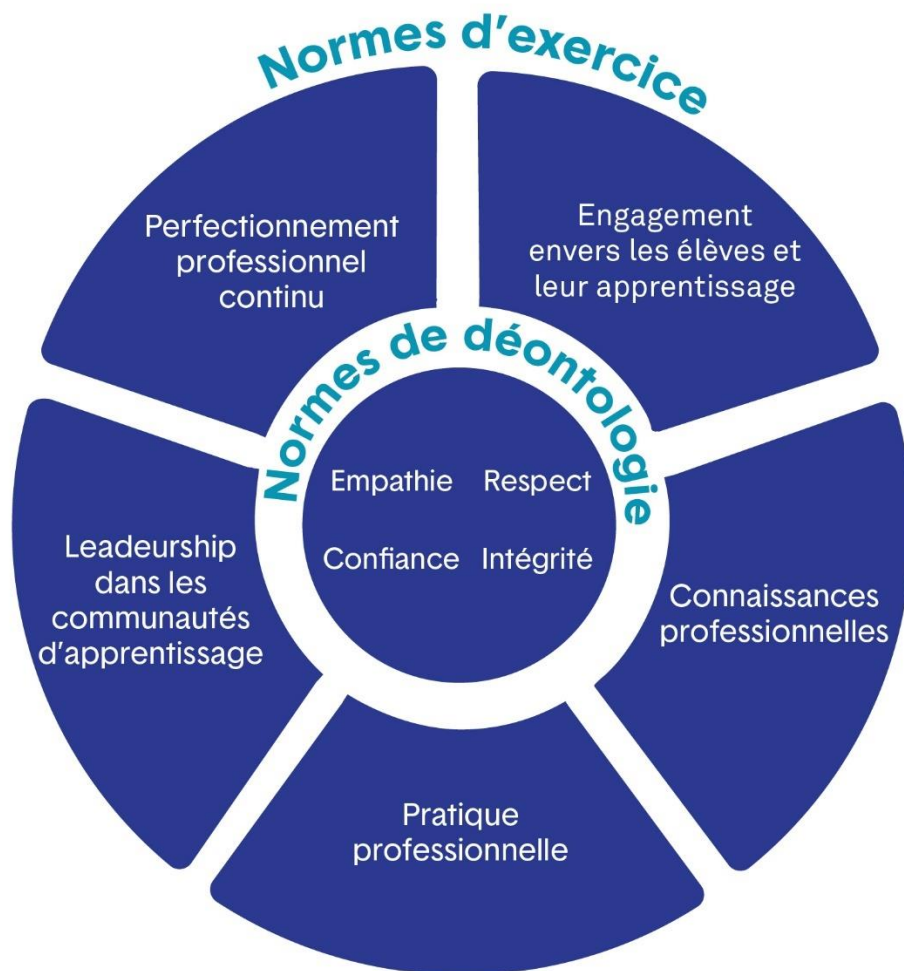 Normes d'exercice
Perfectionnement
professionnel
continu
Engagement
envers les élèves et
leur apprentissage
Normes de déontologie
Empathie Respect
Confiance Intégrité
Leadeurship
dans les
communautés
d'apprentissage
Connaissances
professionnelles
Pratique
professionnelle